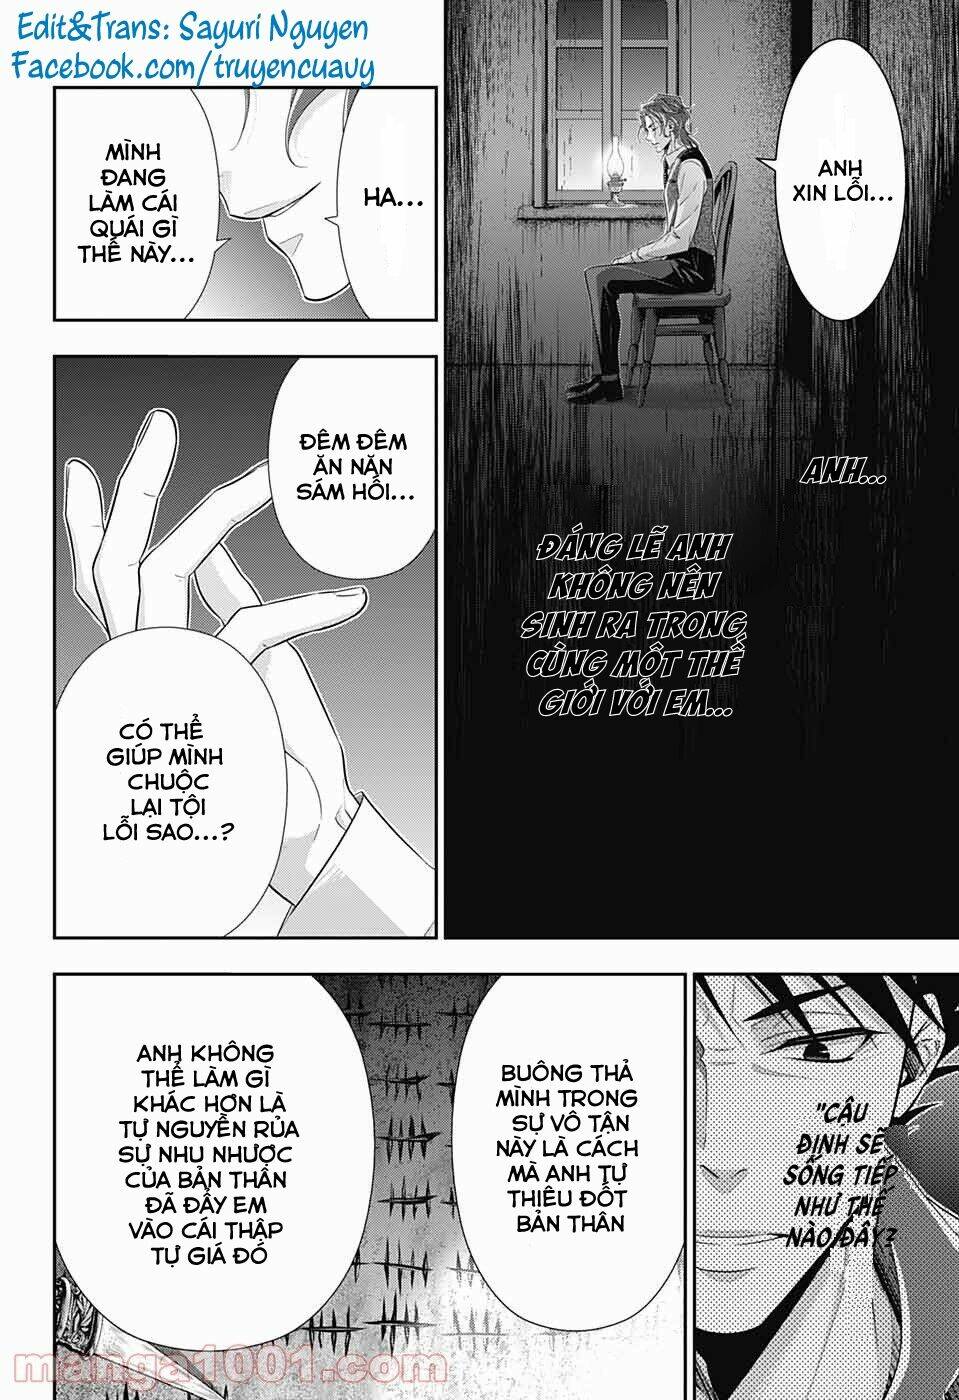 Edit&Trans: Sayuri Nguyen
Facebook.com/truyencuavy
ANH
XIN LỖI...
ANH...
ĐÁNG LẼ ANH
KHÔNG NÊN
SINH RA TRONG
CÙNG MỘT THẾ
GIỚI VỚI EM...
HA...
MÌNH
ĐANG
LÀM CÁI
QUÁI GÌ
THẾ NÀY...
ĐÊM ĐÊM
ĂN NĂN
SÁM HỐI...
CÓ THỂ
GIÚP MÌNH
CHUỘC
LẠI TỘI
LỖI SAO...?
"CẬU
ĐỊNH SẼ
SỐNG TIẾP
NHƯ THẾ
NÀO ĐÂY?
BUÔNG THẢ
MÌNH TRONG
SỰ VÔ TẬN
NÀY LÀ CÁCH
MÀ ANH TỰ
THIÊU ĐỐT
BẢN THÂN
ANH KHÔNG
THỂ LÀM GÌ
KHÁC HƠN LÀ
TỰ NGUYỀN RỦA
SỰ NHU NHƯỢC
CỦA BẢN THÂN
ĐÃ ĐẨY EM
VÀO CÁI THẬP
TỰ GIÁ ĐÓ
manga1001.com